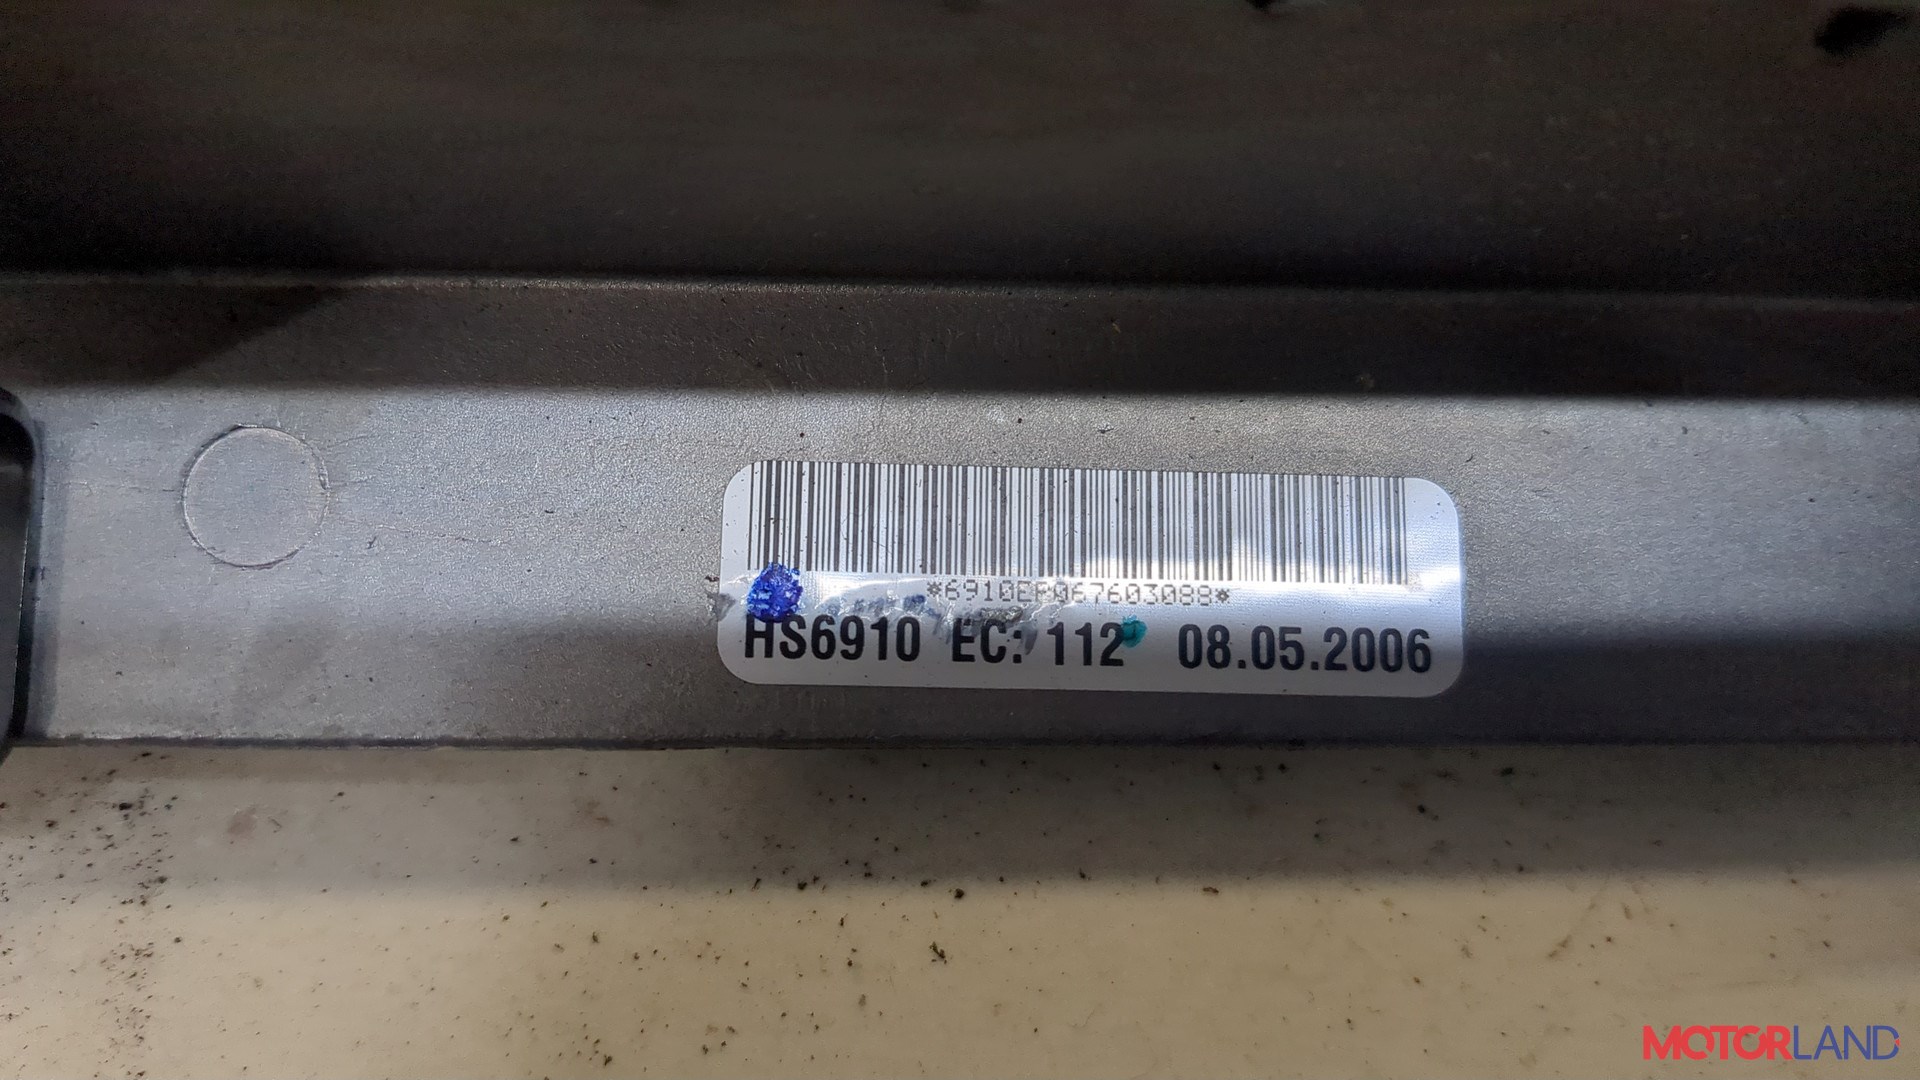 *6910EF067603088*
HS6910 EC: 112 08.05.2006
MOTORLAND